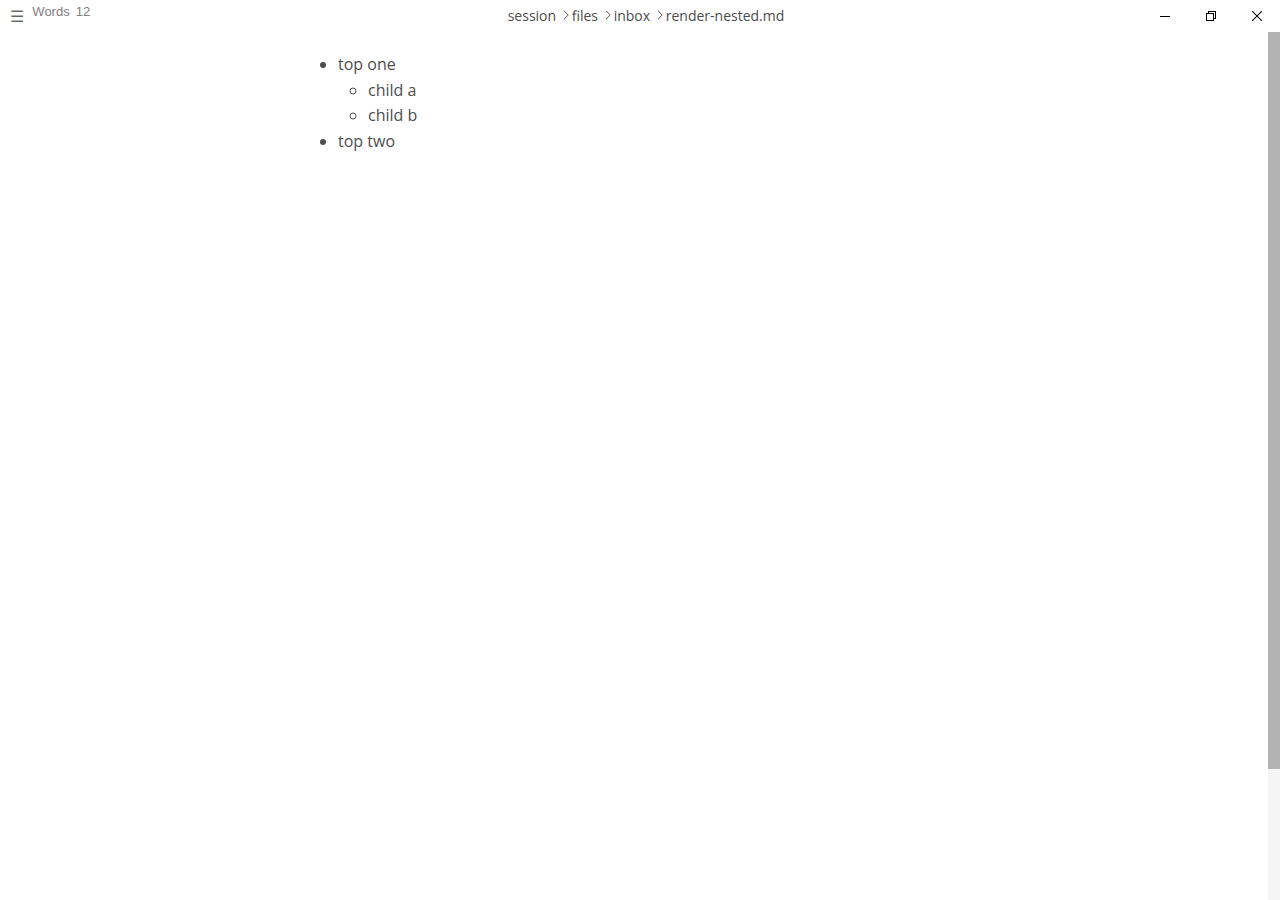 Words 12
session files inbox render-nested.md
top one
child a
child b
top two